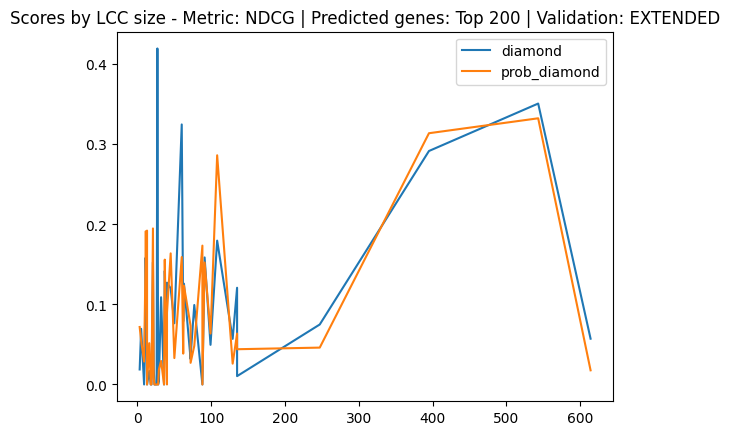 Scores by LCC size - Metric: NDCG | Predicted genes: Top 200 | Validation: EXTENDED
diamond
prob_diamond
0.4
0.3
0.2
0.1
0.0
0 100 200 300 400 500 600